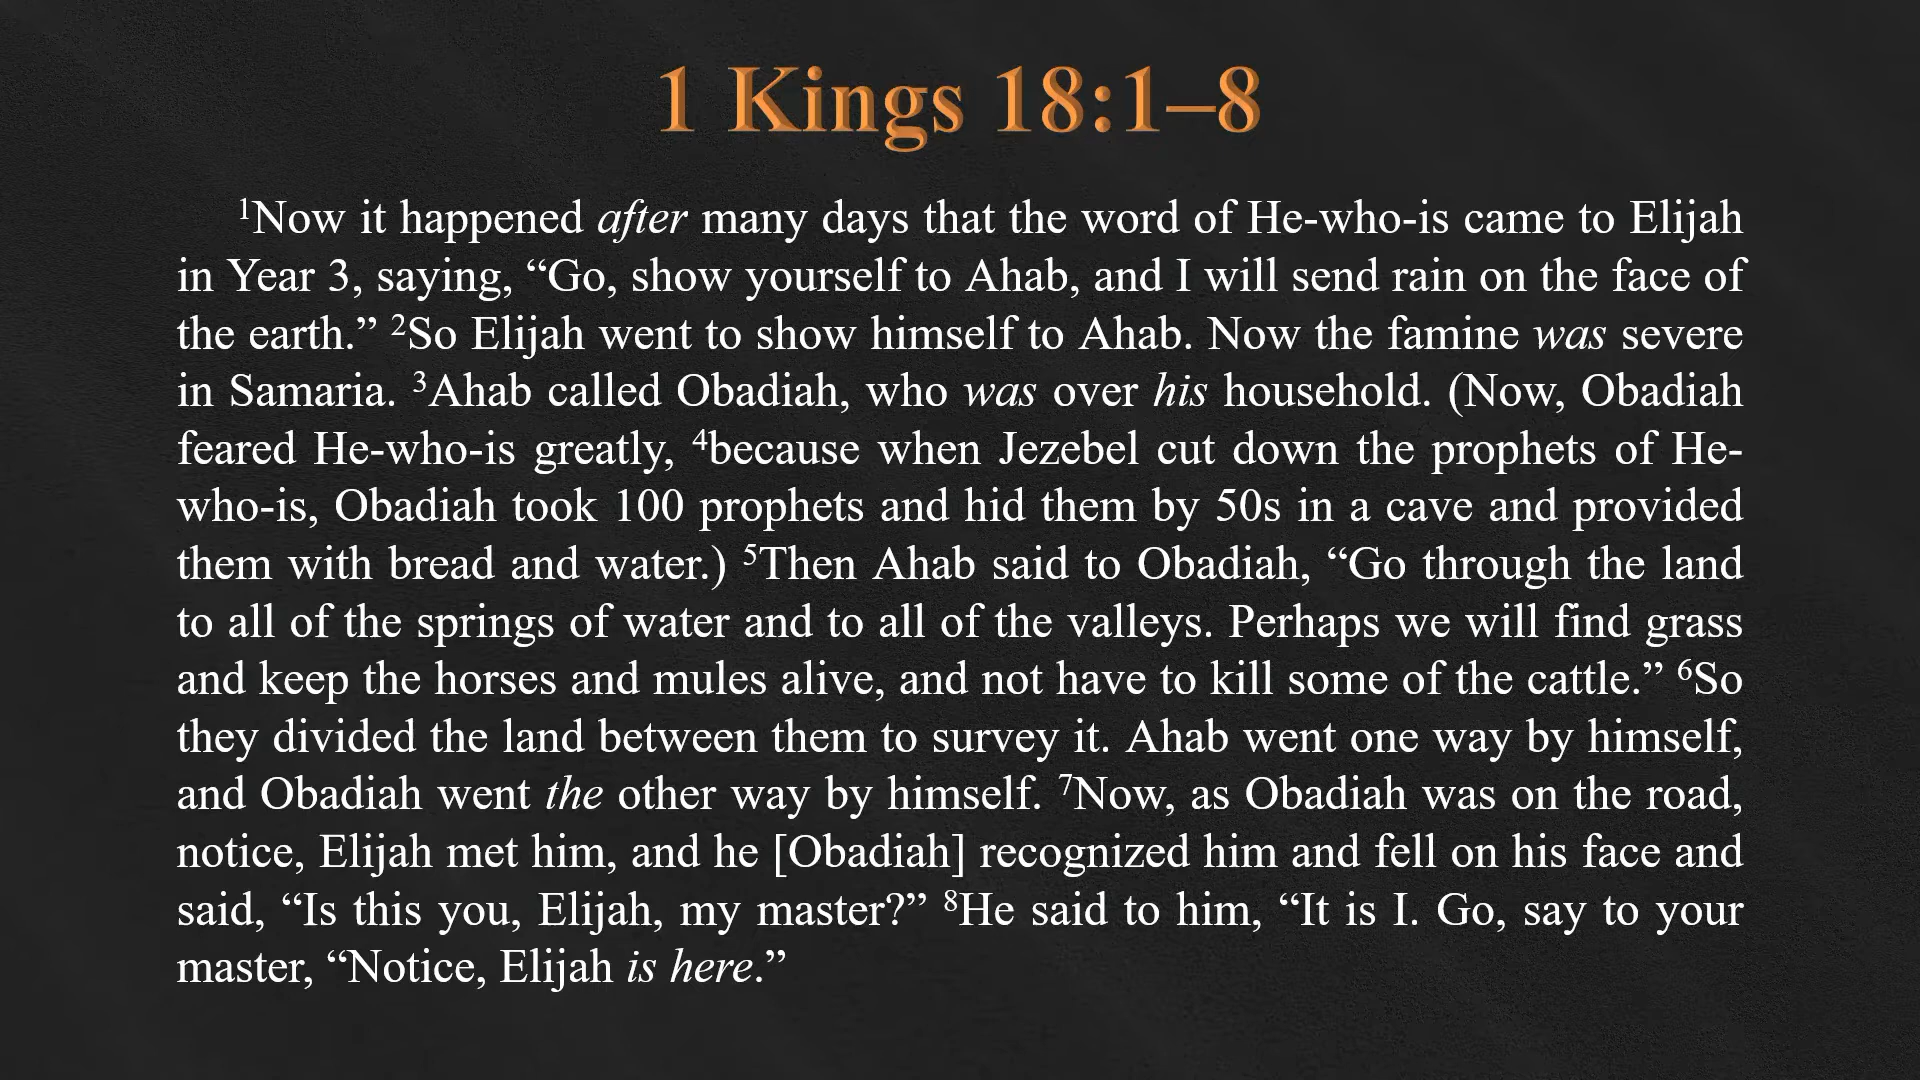 1 Kings 18:1–8
¹Now it happened after many days that the word of He-who-is came to Elijah
in Year 3, saying, “Go, show yourself to Ahab, and I will send rain on the face of
the earth.” ²So Elijah went to show himself to Ahab. Now the famine was severe
in Samaria. ³Ahab called Obadiah, who was over his household. (Now, Obadiah
feared He-who-is greatly, ⁴because when Jezebel cut down the prophets of He-
who-is, Obadiah took 100 prophets and hid them by 50s in a cave and provided
them with bread and water.) ⁵Then Ahab said to Obadiah, “Go through the land
to all of the springs of water and to all of the valleys. Perhaps we will find grass
and keep the horses and mules alive, and not have to kill some of the cattle.” ⁶So
they divided the land between them to survey it. Ahab went one way by himself,
and Obadiah went the other way by himself. ⁷Now, as Obadiah was on the road,
notice, Elijah met him, and he [Obadiah] recognized him and fell on his face and
said, “Is this you, Elijah, my master?” ⁸He said to him, “It is I. Go, say to your
master, “Notice, Elijah is here.”